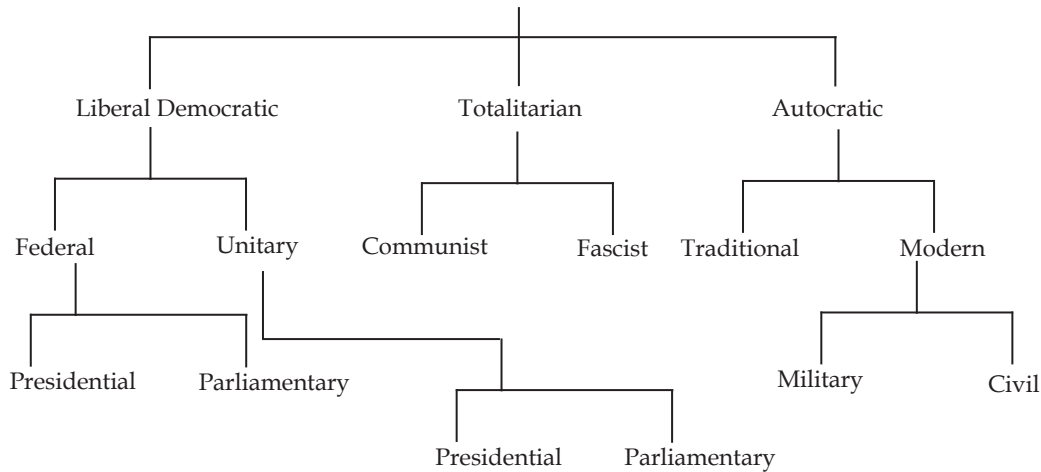 Liberal Democratic Totalitarian Autocratic
Federal Unitary Communist Fascist Traditional Modern
Presidential Parliamentary Military Civil
Presidential Parliamentary